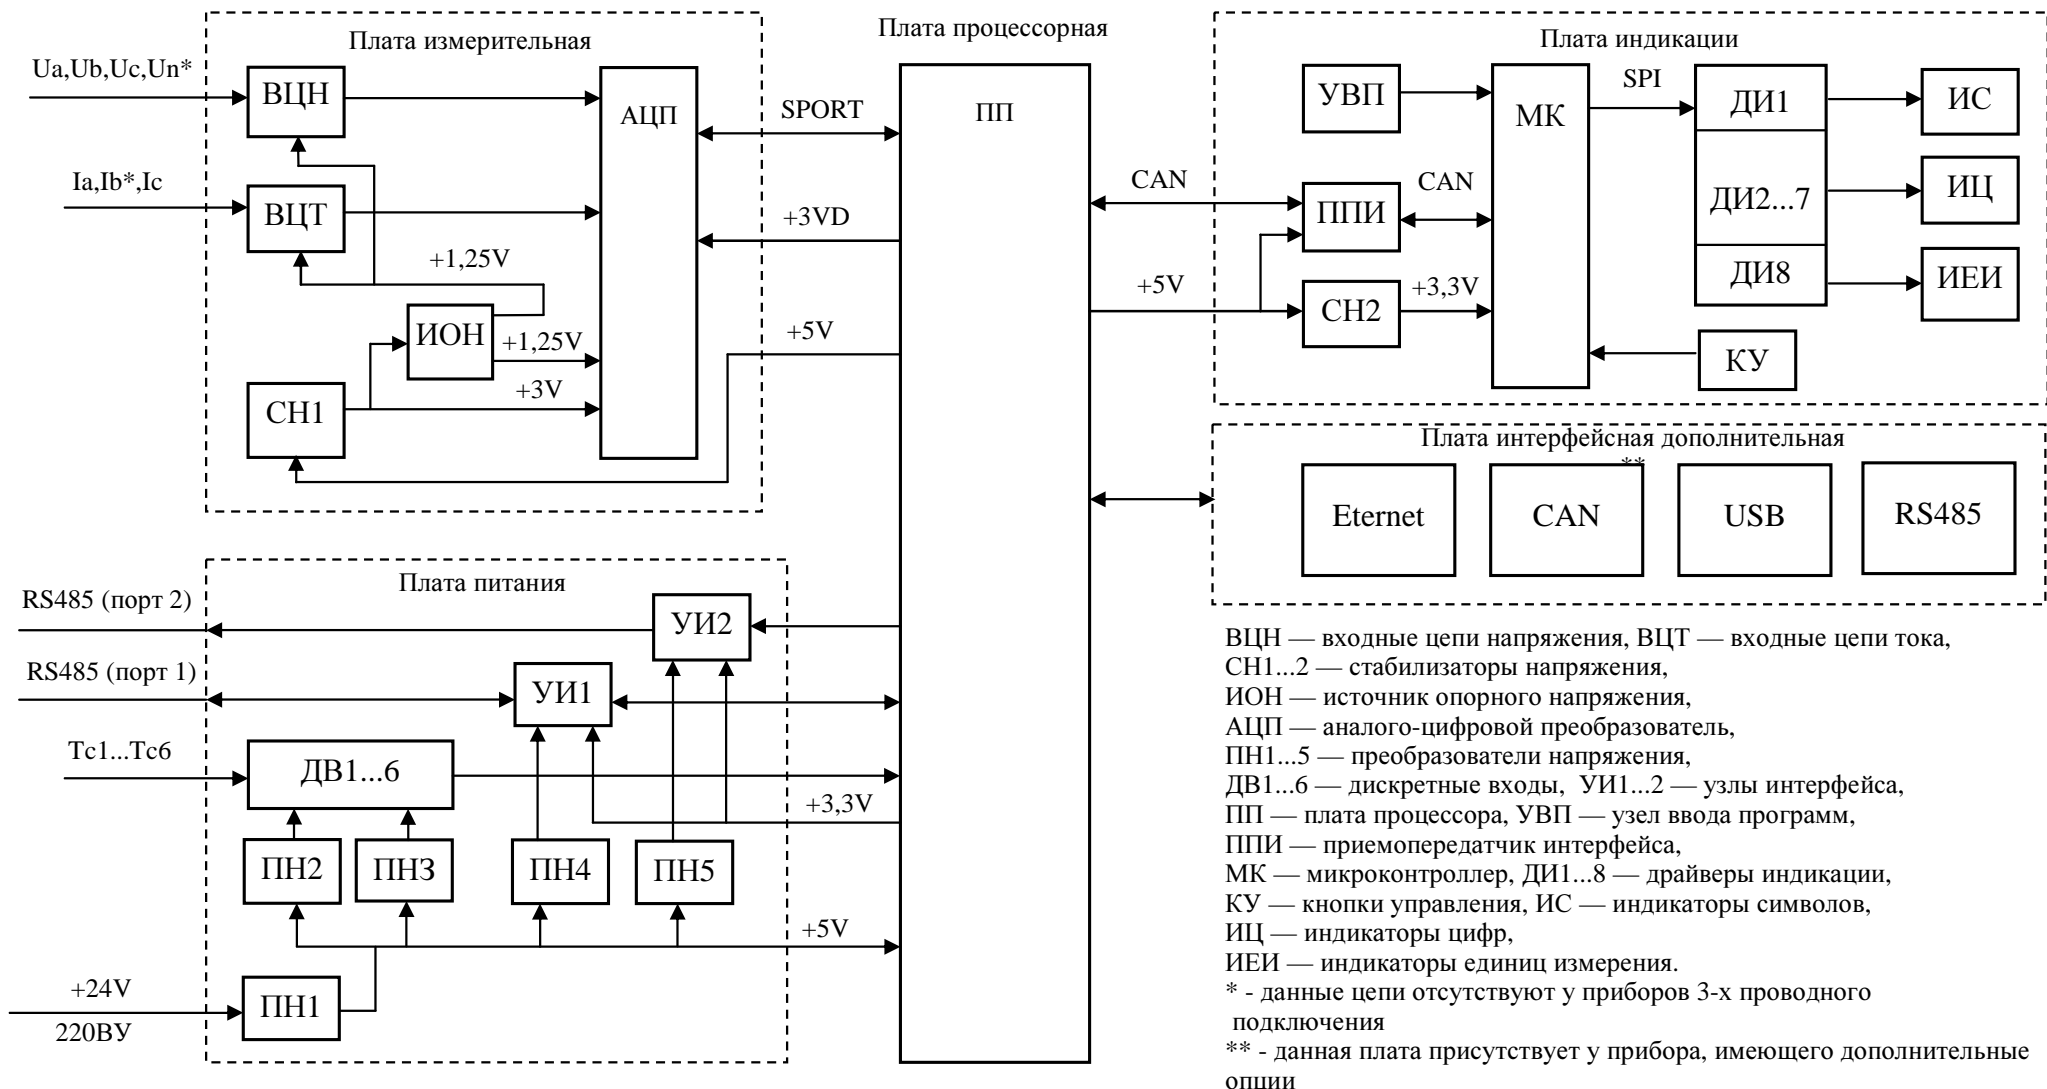 Плата измерительная
Ua,Ub,Uc,Un*
ВЦН
АЦП
Ia,Ib*,Ic
ВЦТ
+1,25V
ИОН
+1,25V
+3V
СН1
Плата процессорная
ПП
SPORT
+3VD
+5V
CAN
+5V
Плата индикации
УВП
МК
SPI
ДИ1
ИС
ППИ
CAN
ДИ2...7
ИЦ
СН2
+3,3V
ДИ8
ИЕИ
КУ
Плата интерфейсная дополнительная
**
Eternet
CAN
USB
RS485
Плата питания
RS485 (порт 2)
УИ2
RS485 (порт 1)
УИ1
Тс1...Тс6
ДВ1...6
+3,3V
ПН2
ПН3
ПН4
ПН5
+5V
+24V
220ВУ
ПН1
ВЦН — входные цепи напряжения, ВЦТ — входные цепи тока,
СН1...2 — стабилизаторы напряжения,
ИОН — источник опорного напряжения,
АЦП — аналого-цифровой преобразователь,
ПН1...5 — преобразователи напряжения,
ДВ1...6 — дискретные входы, УИ1...2 — узлы интерфейса,
ПП — плата процессора, УВП — узел ввода программ,
ППИ — приемопередатчик интерфейса,
МК — микроконтроллер, ДИ1...8 — драйверы индикации,
КУ — кнопки управления, ИС — индикаторы символов,
ИЦ — индикаторы цифр,
ИЕИ — индикаторы единиц измерения.
* - данные цепи отсутствуют у приборов 3-х проводного
подключения
** - данная плата присутствует у прибора, имеющего дополнительные
опции